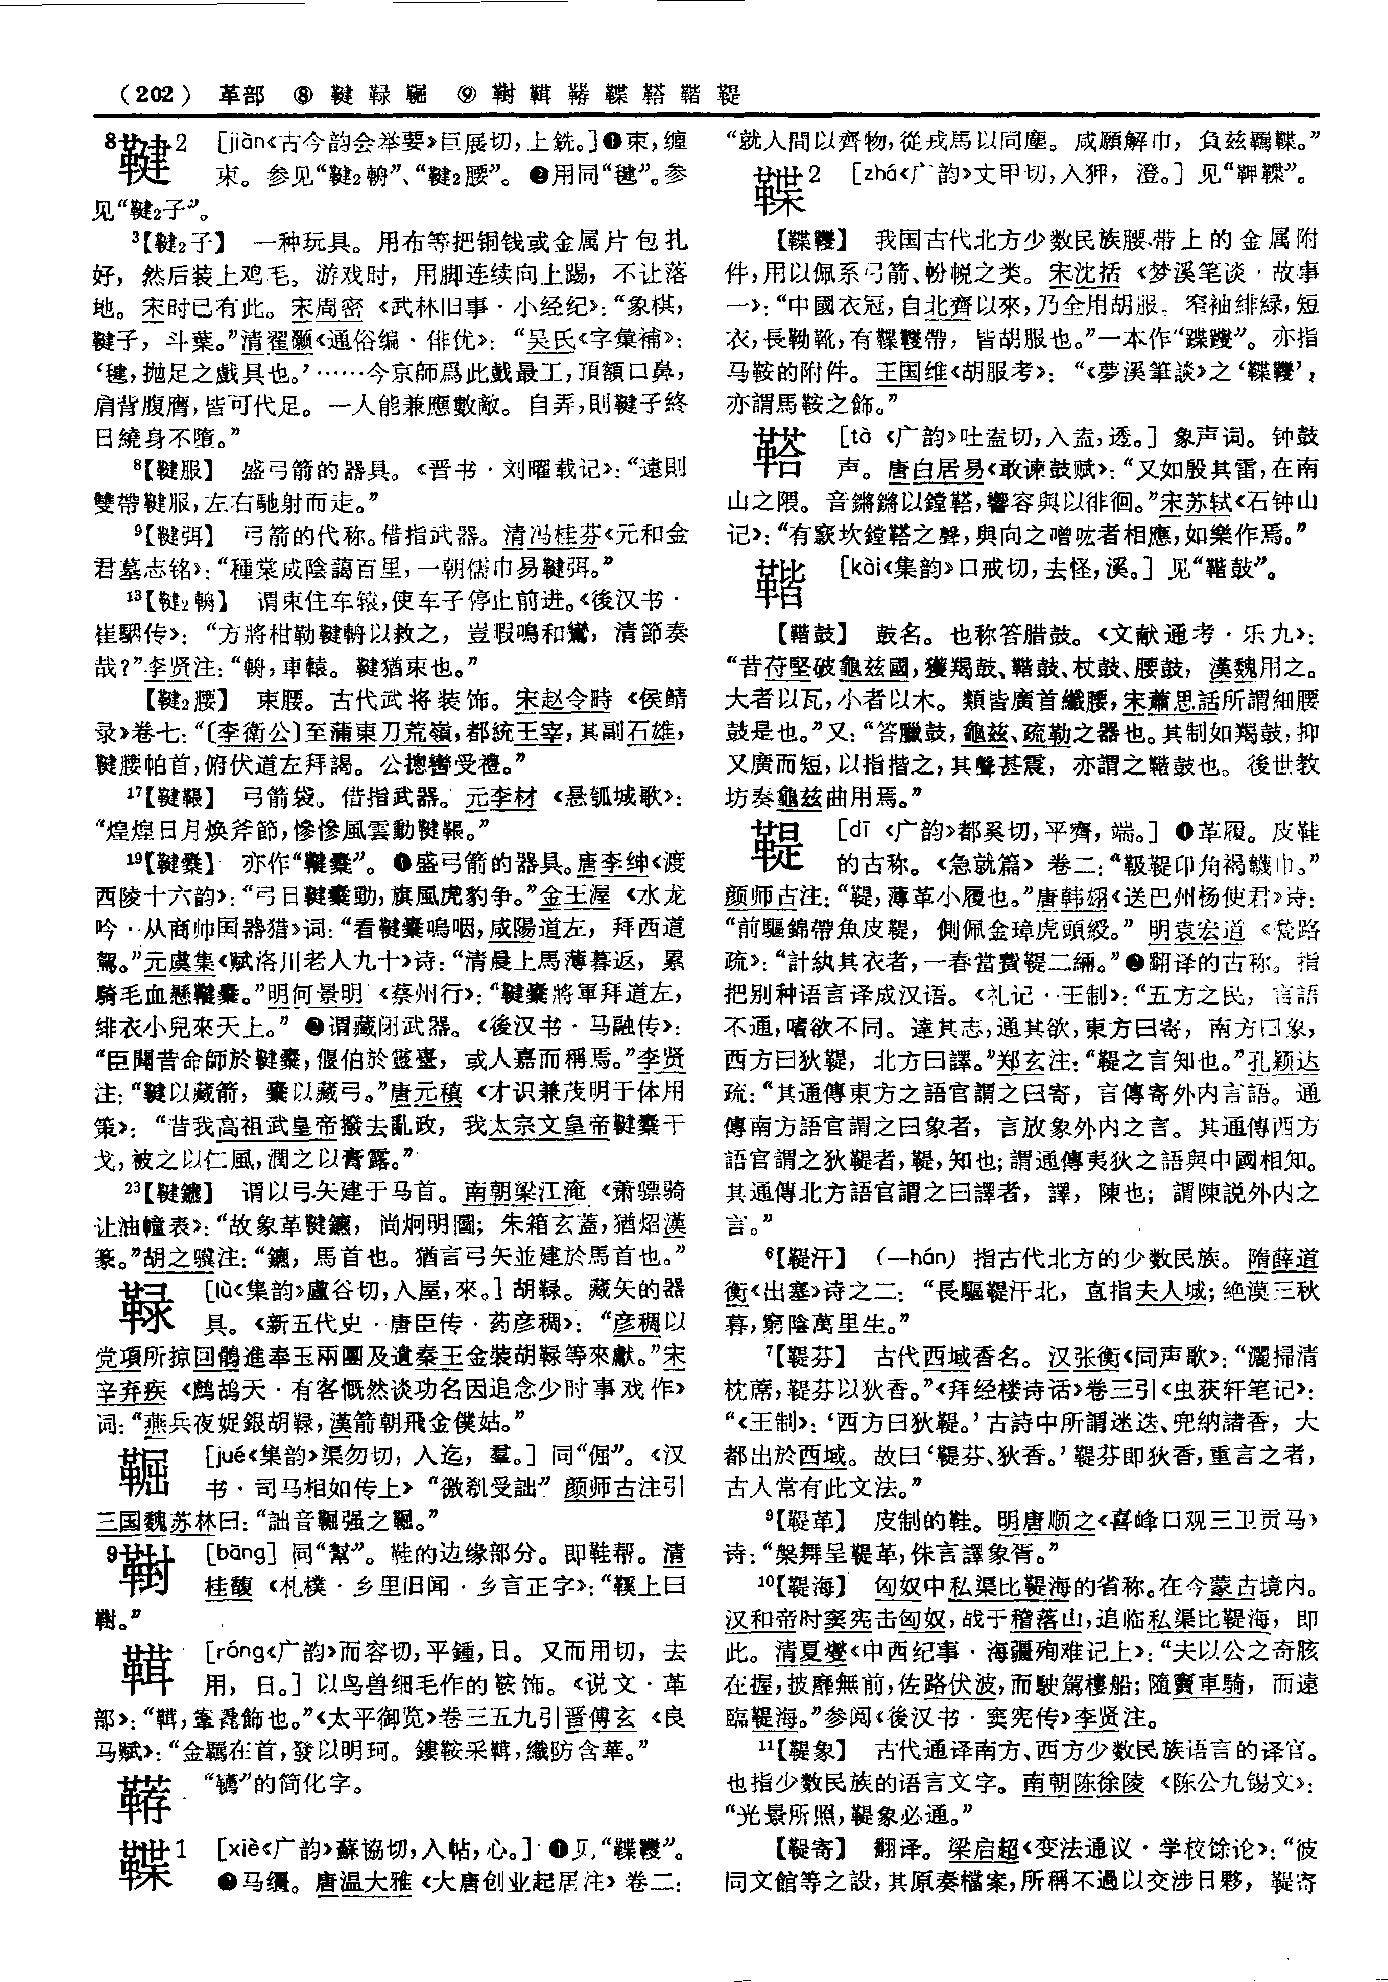 （202） 革部 ⑧ 鞬 䩮 䩯 ⑨ 鞤 鞲 鞯 鞢 鞳 鞜 鞮
8鞬2 [jiàn《古今韵会举要》巨展切，上銑。]❶束，缠
束。参见“鞬₂輈”、“鞬₂腰”。 ❷用同“毽”。参
见“鞬₂子”。
³【鞬₂子】 一种玩具。用布等把铜钱或金属片包扎
好，然后装上鸡毛。游戏时，用脚连续向上踢，不让落
地。宋时已有此。宋周密《武林旧事·小经纪》：“象棋，
鞬子，斗葉。”清翟灏《通俗编·俳优》：“吴氏《字彙補》：
‘毽，抛足之戲具也。’……今京師爲此戲最工，頂額口鼻，
肩背腹膺，皆可代足。一人能兼應數敵。自弄，則鞬子終
日繞身不墮。”
⁸【鞬服】 盛弓箭的器具。《晋书·刘曜载记》：“遠則
雙帶鞬服，左右馳射而走。”
⁹【鞬弭】 弓箭的代称。借指武器。清冯桂芬《元和金
君墓志铭》：“種棠成陰藹百里，一朝儒巾易鞬弭。”
¹³【鞬₂輈】 谓束住车辕，使车子停止前进。《後汉书·
崔駰传》：“方將柑勒鞬輈以救之，豈暇鳴和鸞，清節奏
哉？”李贤注：“輈，車轅。鞬猶束也。”
【鞬₂腰】 束腰。古代武将装饰。宋赵令畤《侯鲭
录》卷七：“〔李衛公〕至蒲東刀荒嶺，都統王宰，其副石雄，
鞬腰帕首，俯伏道左拜謁。公摠轡受禮。”
¹⁷【鞬韔】 弓箭袋。借指武器。元李材《悬瓠城歌》：
“煌煌日月焕斧節，慘慘風雲動鞬韔。”
¹⁹【鞬櫜】 亦作“鞬櫜”。❶盛弓箭的器具。唐李绅《渡
西陵十六韵》：“弓日鞬櫜動，旗風虎豹争。”金王渥《水龙
吟·从商帅国器猎》词：“看鞬櫜嗚咽，咸陽道左，拜西道
駕。”元虞集《赋洛川老人九十》诗：“清晨上馬薄暮返，累
騎毛血懸鞬櫜。”明何景明《蔡州行》：“鞬櫜將軍拜道左，
緋衣小兒來天上。”❷谓藏闭武器。《後汉书·马融传》：
“臣聞昔命師於鞬櫜，偃伯於靈臺，或人嘉而稱焉。”李贤
注：“鞬以藏箭，櫜以藏弓。”唐元稹《才识兼茂明于体用
策》：“昔我高祖武皇帝撥去亂政，我太宗文皇帝鞬櫜干
戈，被之以仁風，潤之以膏露。”
²³【鞬鑣】 谓以弓矢建于马首。南朝梁江淹《萧骠骑
让油幢表》：“故象革鞬鑣，尚炯明圖；朱箱玄蓋，猶炤漢
篆。”胡之骥注：“鑣，馬首也。猶言弓矢並建於馬首也。”
䩮 [lù《集韵》盧谷切，入屋，來。]胡䩮。藏矢的器
具。《新五代史·唐臣传·药彦稠》：“彦稠以
党項所掠回鶻進奉玉兩團及遺秦王金裝胡䩮等來獻。”宋
辛弃疾《鹧鸪天·有客慨然谈功名因追念少时事戏作》
词：“燕兵夜娖銀胡䩮，漢箭朝飛金僕姑。”
䩯 [jué《集韵》渠勿切，入迄，羣。]同“倔”。《汉
书·司马相如传上》“徼𠊫受詘”颜师古注引
三国魏苏林曰：“詘音䩯强之䩯。”
9鞤 [bāng]同“幫”。鞋的边缘部分。即鞋帮。清
桂馥《札樸·乡里旧闻·乡言正字》：“鞵上曰
鞤。”
鞲 [róng《广韵》而容切，平鍾，日。又而用切，去
用，日。]以鸟兽细毛作的鞍饰。《说文·革
部》：“鞲，鞌毳飾也。”《太平御览》卷三五九引晋傅玄《良
马赋》：“金羈在首，發以明珂。鏤鞍采鞲，織防含華。”
鞯 “韉”的简化字。
鞢1 [xiè《广韵》蘇協切，入帖，心。]❶见“鞢䪎”。
❷马缰。唐温大雅《大唐创业起居注》卷二：
“就人間以齊物，從戎馬以同塵。咸願解巾，負兹羈鞢。”
鞢2 [zhá《广韵》丈甲切，入狎，澄。]见“鞞鞢”。
【鞢䪎】 我国古代北方少数民族腰带上的金属附
件，用以佩系弓箭、帉帨之类。宋沈括《梦溪笔谈·故事
一》：“中國衣冠，自北齊以來，乃全用胡服。窄袖緋緑，短
衣，長靿靴，有鞢䪎帶，皆胡服也。”一本作“蹀躞”。亦指
马鞍的附件。王国维《胡服考》：“《夢溪筆談》之‘鞢䪎’，
亦謂馬鞍之飾。”
鞳 [tà《广韵》吐盍切，入盍，透。]象声词。钟鼓
声。唐白居易《敢谏鼓赋》：“又如殷其雷，在南
山之隈。音鏘鏘以鏜鞳，響容與以徘徊。”宋苏轼《石钟山
记》：“有窾坎鏜鞳之聲，與向之噌吰者相應，如樂作焉。”
鞜 [kài《集韵》口戒切，去怪，溪。]见“鞜鼓”。
【鞜鼓】 鼓名。也称答腊鼓。《文献通考·乐九》：
“昔苻堅破龜兹國，獲羯鼓、鞜鼓、杖鼓、腰鼓，漢魏用之。
大者以瓦，小者以木。類皆廣首纖腰，宋蕭思話所謂細腰
鼓是也。”又：“答臘鼓，龜兹、疏勒之器也。其制如羯鼓，抑
又廣而短，以指揩之，其聲甚震，亦謂之鞜鼓也。後世教
坊奏龜兹曲用焉。”
鞮 [dī《广韵》都奚切，平齊，端。]❶革履。皮鞋
的古称。《急就篇》卷二：“靸鞮卬角褐韤巾。”
颜师古注：“鞮，薄革小履也。”唐韩翃《送巴州杨使君》诗：
“前驅錦帶魚皮鞮，側佩金璋虎頭綬。”明袁宏道《甃路
疏》：“計紈其衣者，一春當費鞮二緉。”❷翻译的古称。指
把别种语言译成汉语。《礼记·王制》：“五方之民，言語
不通，嗜欲不同。達其志，通其欲，東方曰寄，南方曰象，
西方曰狄鞮，北方曰譯。”郑玄注：“鞮之言知也。”孔颖达
疏：“其通傳東方之語官謂之曰寄，言傳寄外内言語。通
傳南方語官謂之曰象者，言放象外内之言。其通傳西方
語官謂之狄鞮者，鞮，知也；謂通傳夷狄之語與中國相知。
其通傳北方語官謂之曰譯者，譯，陳也；謂陳説外内之
言。”
⁶【鞮汗】 （—hán）指古代北方的少数民族。隋薛道
衡《出塞》诗之二：“長驅鞮汗北，直指夫人城；絶漠三秋
暮，窮陰萬里生。”
⁷【鞮芬】 古代西域香名。汉张衡《同声歌》：“灑掃清
枕蓆，鞮芬以狄香。”《拜经楼诗话》卷三引《虫获轩笔记》：
“《王制》：‘西方曰狄鞮。’古詩中所謂迷迭、兜納諸香，大
都出於西域。故曰‘鞮芬、狄香。’鞮芬即狄香，重言之者，
古人常有此文法。”
⁹【鞮革】 皮制的鞋。明唐顺之《喜峰口观三卫贡马》
诗：“槃舞呈鞮革，侏言譯象胥。”
¹⁰【鞮海】 匈奴中私渠比鞮海的省称。在今蒙古境内。
汉和帝时窦宪击匈奴，战于稽落山，追临私渠比鞮海，即
此。清夏燮《中西纪事·海疆殉难记上》：“夫以公之奇胲
在握，披靡無前，佐路伏波，而駛駕樓船；隨竇車騎，而遠
臨鞮海。”参阅《後汉书·窦宪传》李贤注。
¹¹【鞮象】 古代通译南方、西方少数民族语言的译官。
也指少数民族的语言文字。南朝陈徐陵《陈公九锡文》：
“光景所照，鞮象必通。”
【鞮寄】 翻译。梁启超《变法通议·学校馀论》：“彼
同文館等之設，其原奏檔案，所稱不過以交涉日夥，鞮寄